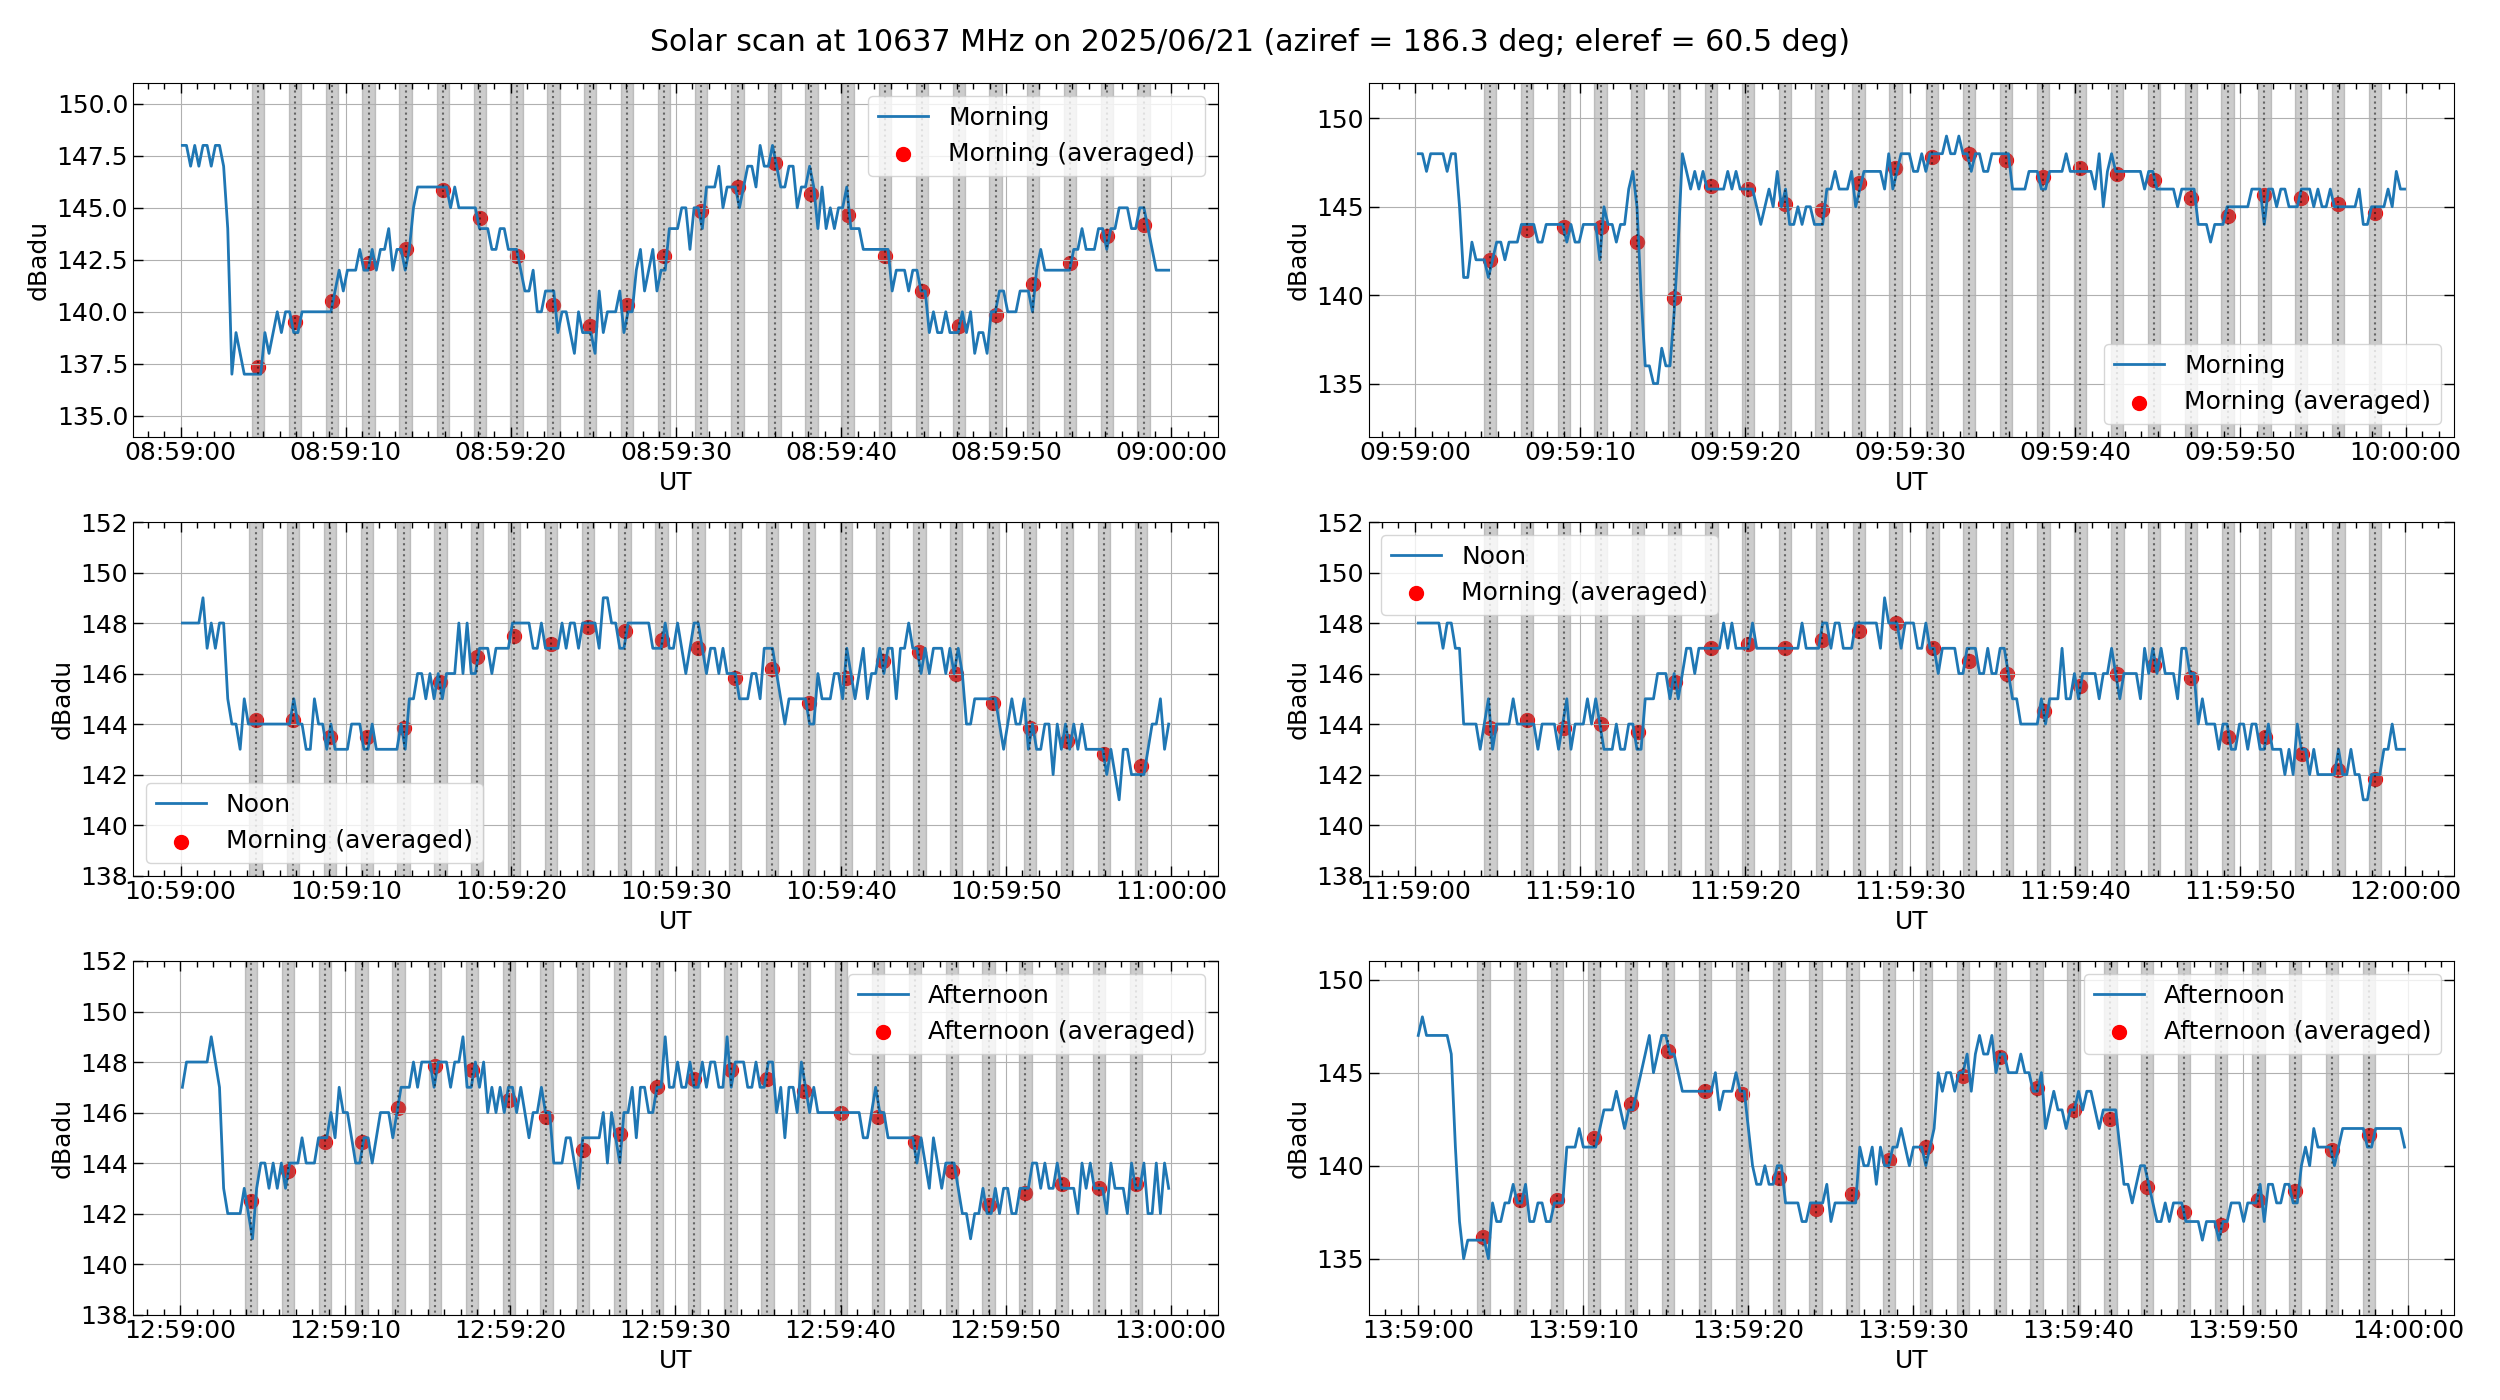 Solar scan at 10637 MHz on 2025/06/21 (aziref = 186.3 deg; eleref = 60.5 deg)
150.0
147.5
145.0
142.5
140.0
137.5
135.0
dBadu
Morning
Morning (averaged)
08:59:00 08:59:10 08:59:20 08:59:30 08:59:40 08:59:50 09:00:00
UT
150
145
140
135
dBadu
Morning
Morning (averaged)
09:59:00 09:59:10 09:59:20 09:59:30 09:59:40 09:59:50 10:00:00
UT
152
150
148
146
144
142
140
138
dBadu
Noon
Morning (averaged)
10:59:00 10:59:10 10:59:20 10:59:30 10:59:40 10:59:50 11:00:00
UT
152
150
148
146
144
142
140
138
dBadu
Noon
Morning (averaged)
11:59:00 11:59:10 11:59:20 11:59:30 11:59:40 11:59:50 12:00:00
UT
152
150
148
146
144
142
140
138
dBadu
Afternoon
Afternoon (averaged)
12:59:00 12:59:10 12:59:20 12:59:30 12:59:40 12:59:50 13:00:00
UT
150
145
140
135
dBadu
Afternoon
Afternoon (averaged)
13:59:00 13:59:10 13:59:20 13:59:30 13:59:40 13:59:50 14:00:00
UT